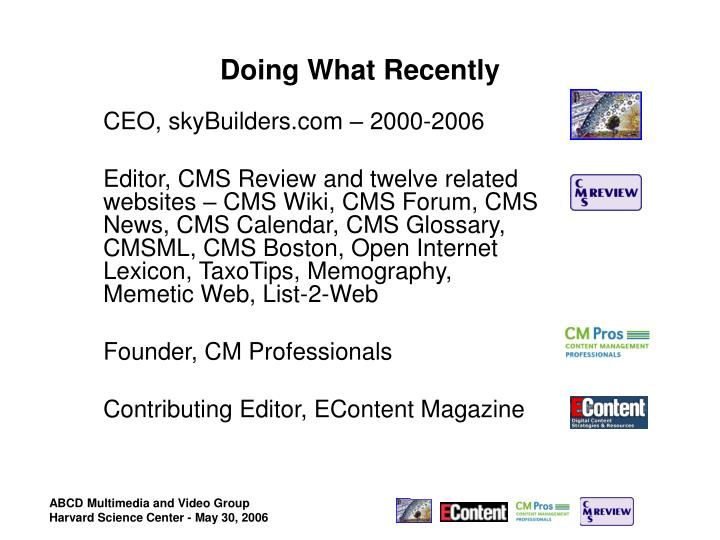 Doing What Recently
CEO, skyBuilders.com – 2000-2006
Editor, CMS Review and twelve related
websites – CMS Wiki, CMS Forum, CMS
News, CMS Calendar, CMS Glossary,
CMSML, CMS Boston, Open Internet
Lexicon, TaxoTips, Memography,
Memetic Web, List-2-Web
CMS REVIEW
Founder, CM Professionals
CM Pros
CONTENT MANAGEMENT
PROFESSIONALS
Contributing Editor, EContent Magazine
EContent
Digital Content
Strategies & Resources
ABCD Multimedia and Video Group
Harvard Science Center - May 30, 2006
EContent
CM Pros
CONTENT MANAGEMENT
PROFESSIONALS
CMS REVIEW